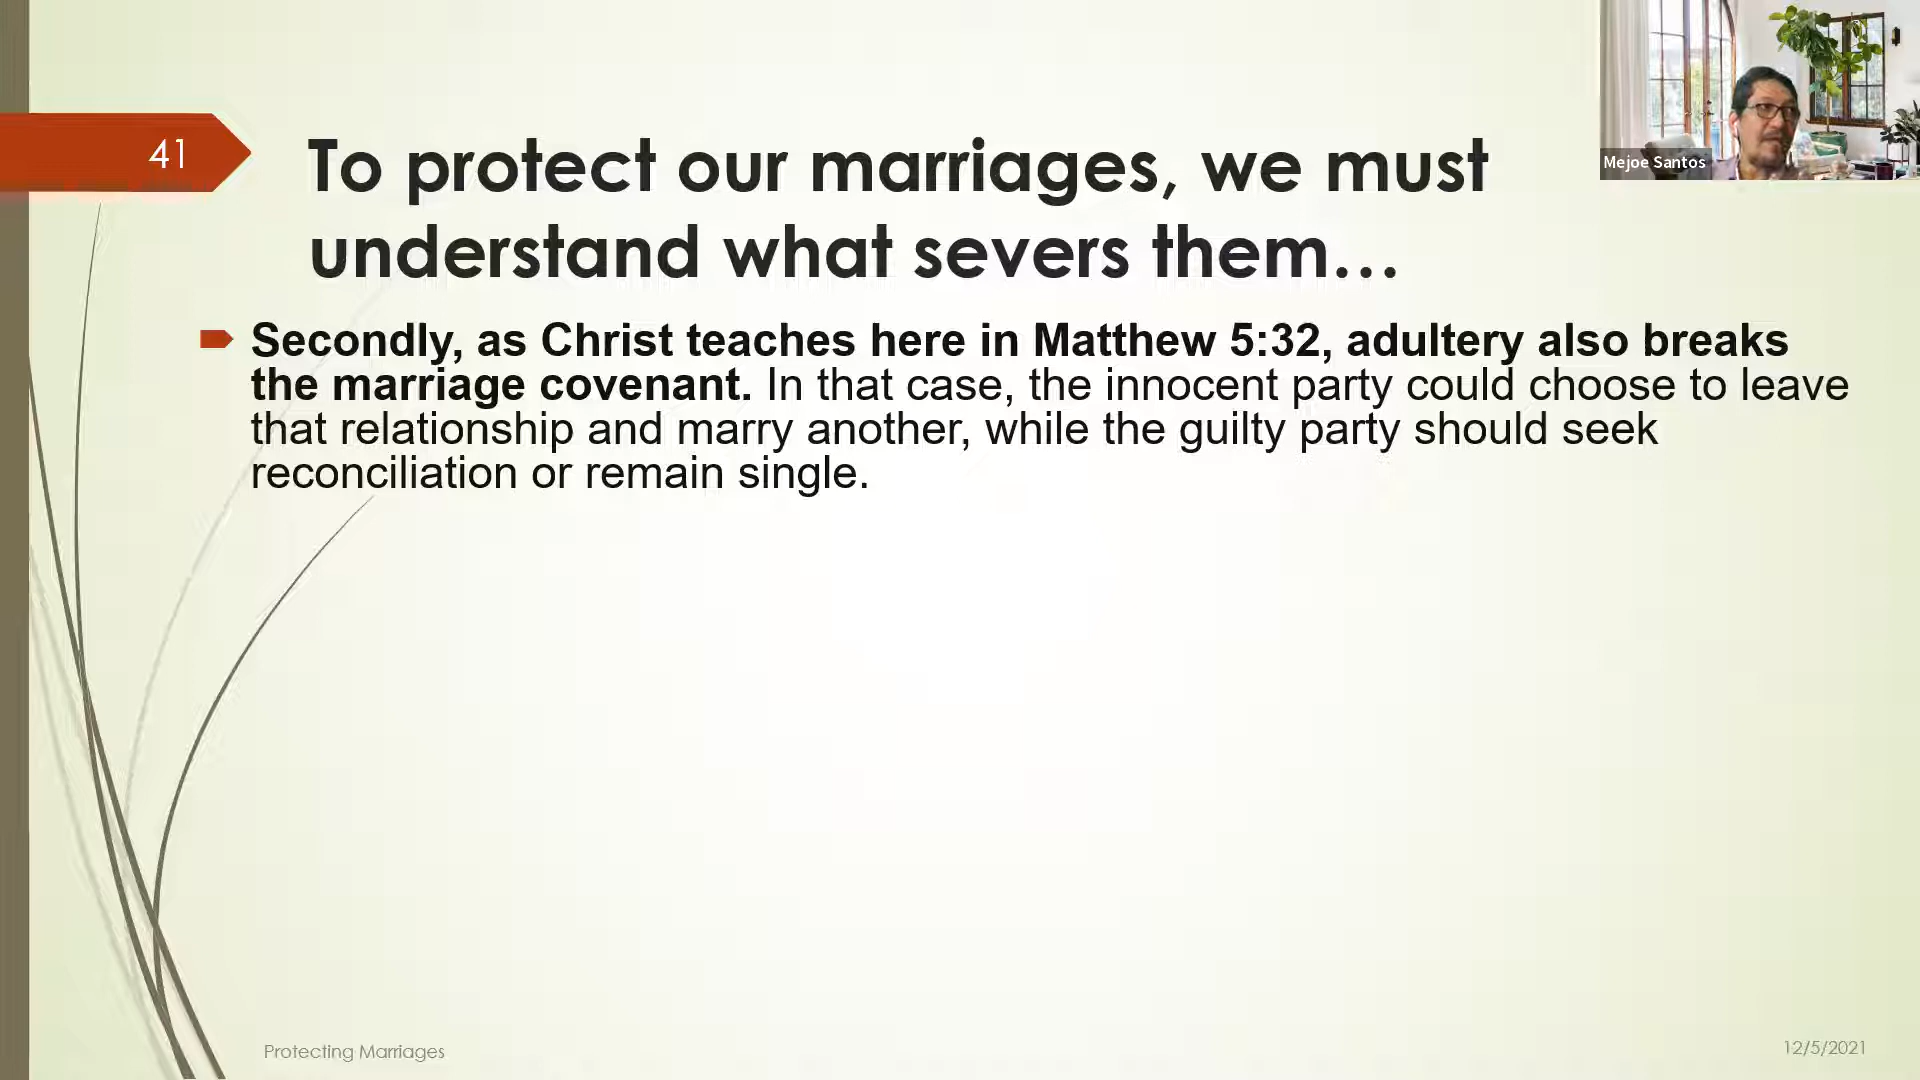 Mejoe Santos
41
To protect our marriages, we must
understand what severs them...
Secondly, as Christ teaches here in Matthew 5:32, adultery also breaks
the marriage covenant. In that case, the innocent party could choose to leave
that relationship and marry another, while the guilty party should seek
reconciliation or remain single.
Protecting Marriages
12/5/2021